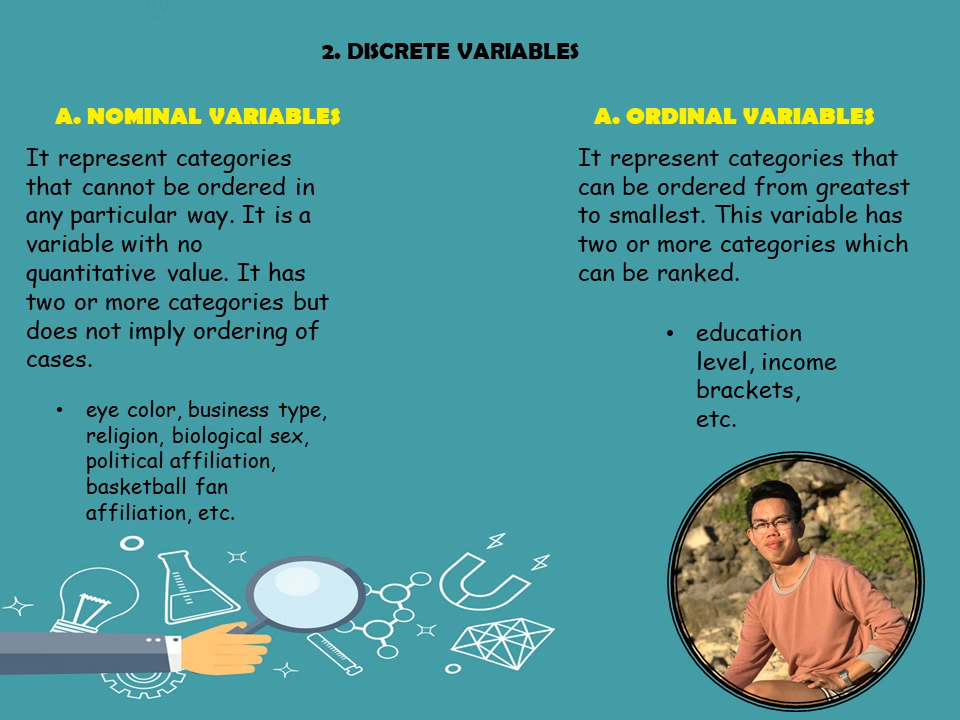 2. DISCRETE VARIABLES
A. NOMINAL VARIABLES
It represent categories
that cannot be ordered in
any particular way. It is a
variable with no
quantitative value. It has
two or more categories but
does not imply ordering of
cases.
• eye color, business type,
religion, biological sex,
political affiliation,
basketball fan
affiliation, etc.
A. ORDINAL VARIABLES
It represent categories that
can be ordered from greatest
to smallest. This variable has
two or more categories which
can be ranked.
• education
level, income
brackets,
etc.